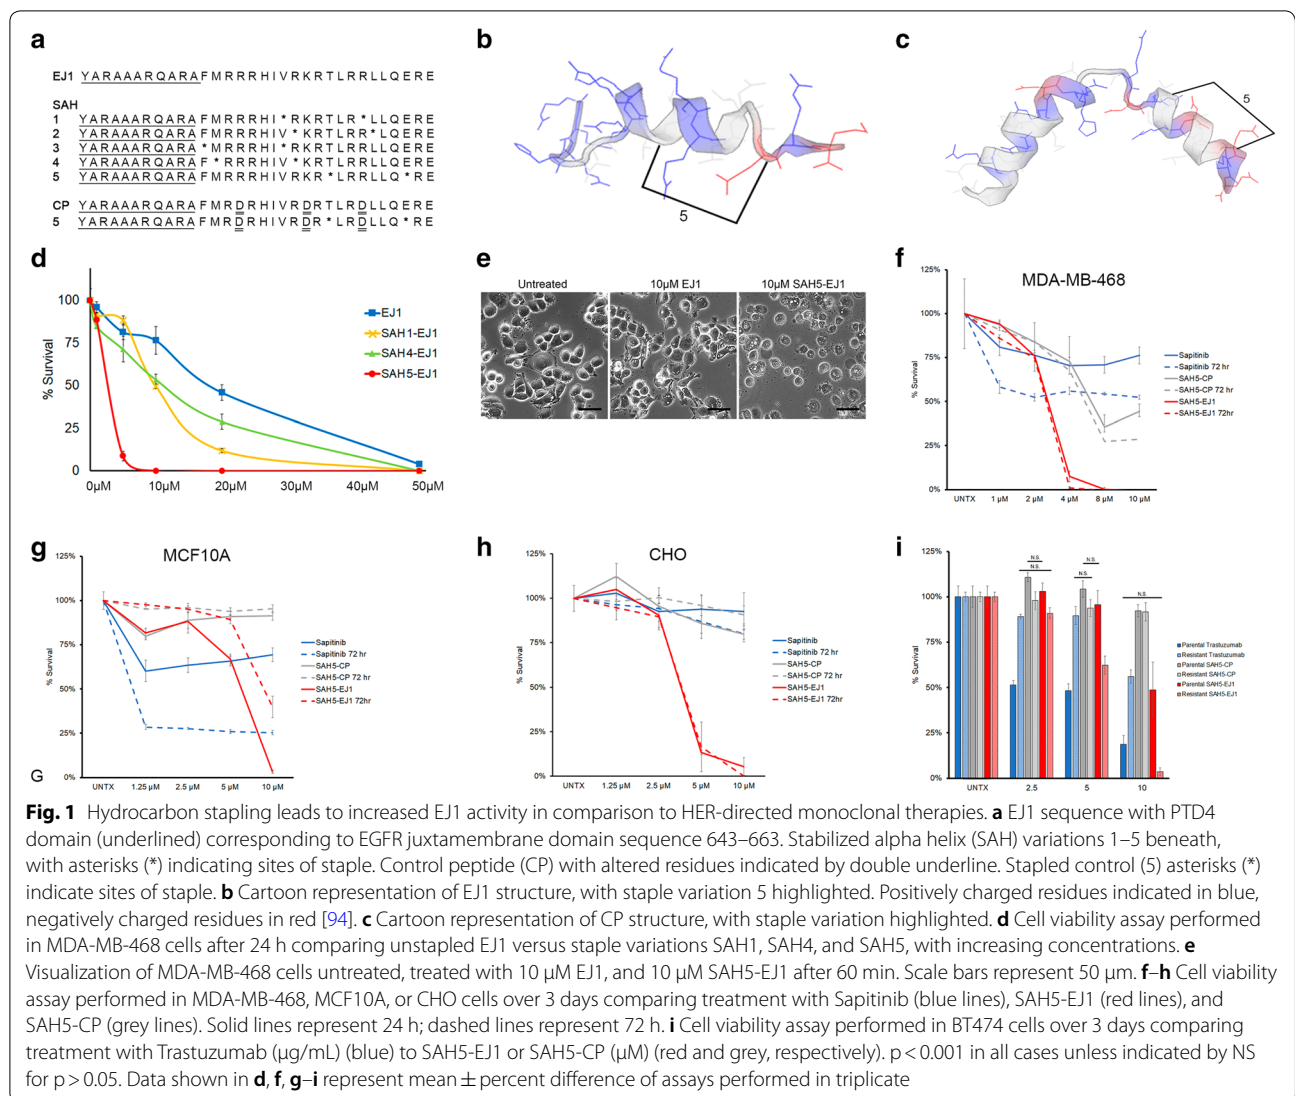 a
EJ1 YARAAARQARAFMRRRHIVRKRTLRRLLQERE
SAH
1 YARAAARQARAFMRRRHI*RKRTLR*LLQERE
2 YARAAARQARAFMRRRHIV*KRTLRR*LQERE
3 YARAAARQARAF*RRRHI*RKRTLRRLLQERE
4 YARAAARQARAF*RRRHIV*KRTLRRLLQERE
5 YARAAARQARAFMRRRHIVRKR*LRRLLQ*RE
CP YARAAARQARAFMRDRHIVRDRTLRDLLQERE
5 YARAAARQARAFMRDRHIVRDR*LRDLLQ*RE
b
5
c
5
d
% Survival
100
75
50
25
0
0µM 10µM 20µM 30µM 40µM 50µM
EJ1
SAH1-EJ1
SAH4-EJ1
SAH5-EJ1
e
Untreated 10µM EJ1 10µM SAH5-EJ1
f
MDA-MB-468
% Survival
125%
100%
75%
50%
25%
0%
UNTX 1 µM 2 µM 4 µM 8 µM 10 µM
Sapitinib
Sapitinib 72 hr
SAH5-CP
SAH5-CP 72 hr
SAH5-EJ1
SAH5-EJ1 72hr
g
MCF10A
% Survival
125%
100%
75%
50%
25%
0%
G
UNTX 1.25 µM 2.5 µM 5 µM 10 µM
Sapitinib
Sapitinib 72 hr
SAH5-CP
SAH5-CP 72 hr
SAH5-EJ1
SAH5-EJ1 72hr
h
CHO
% Survival
125%
100%
75%
50%
25%
0%
UNTX 1.25 µM 2.5 µM 5 µM 10 µM
Sapitinib
Sapitinib 72 hr
SAH5-CP
SAH5-CP 72 hr
SAH5-EJ1
SAH5-EJ1 72hr
i
% Survival
125%
100%
75%
50%
25%
0%
N.S.
N.S.
N.S.
N.S.
N.S.
UNTX 2.5 5 10
Parental Trastuzumab
Resistant Trastuzumab
Parental SAH5-CP
Resistant SAH5-CP
Parental SAH5-EJ1
Resistant SAH5-EJ1
Fig. 1 Hydrocarbon stapling leads to increased EJ1 activity in comparison to HER-directed monoclonal therapies. a EJ1 sequence with PTD4
domain (underlined) corresponding to EGFR juxtamembrane domain sequence 643–663. Stabilized alpha helix (SAH) variations 1–5 beneath,
with asterisks (*) indicating sites of staple. Control peptide (CP) with altered residues indicated by double underline. Stapled control (5) asterisks (*)
indicate sites of staple. b Cartoon representation of EJ1 structure, with staple variation 5 highlighted. Positively charged residues indicated in blue,
negatively charged residues in red [94]. c Cartoon representation of CP structure, with staple variation highlighted. d Cell viability assay performed
in MDA-MB-468 cells after 24 h comparing unstapled EJ1 versus staple variations SAH1, SAH4, and SAH5, with increasing concentrations. e
Visualization of MDA-MB-468 cells untreated, treated with 10 µM EJ1, and 10 µM SAH5-EJ1 after 60 min. Scale bars represent 50 µm. f–h Cell viability
assay performed in MDA-MB-468, MCF10A, or CHO cells over 3 days comparing treatment with Sapitinib (blue lines), SAH5-EJ1 (red lines), and
SAH5-CP (grey lines). Solid lines represent 24 h; dashed lines represent 72 h. i Cell viability assay performed in BT474 cells over 3 days comparing
treatment with Trastuzumab (µg/mL) (blue) to SAH5-EJ1 or SAH5-CP (µM) (red and grey, respectively). p < 0.001 in all cases unless indicated by NS
for p > 0.05. Data shown in d, f, g–i represent mean ± percent difference of assays performed in triplicate